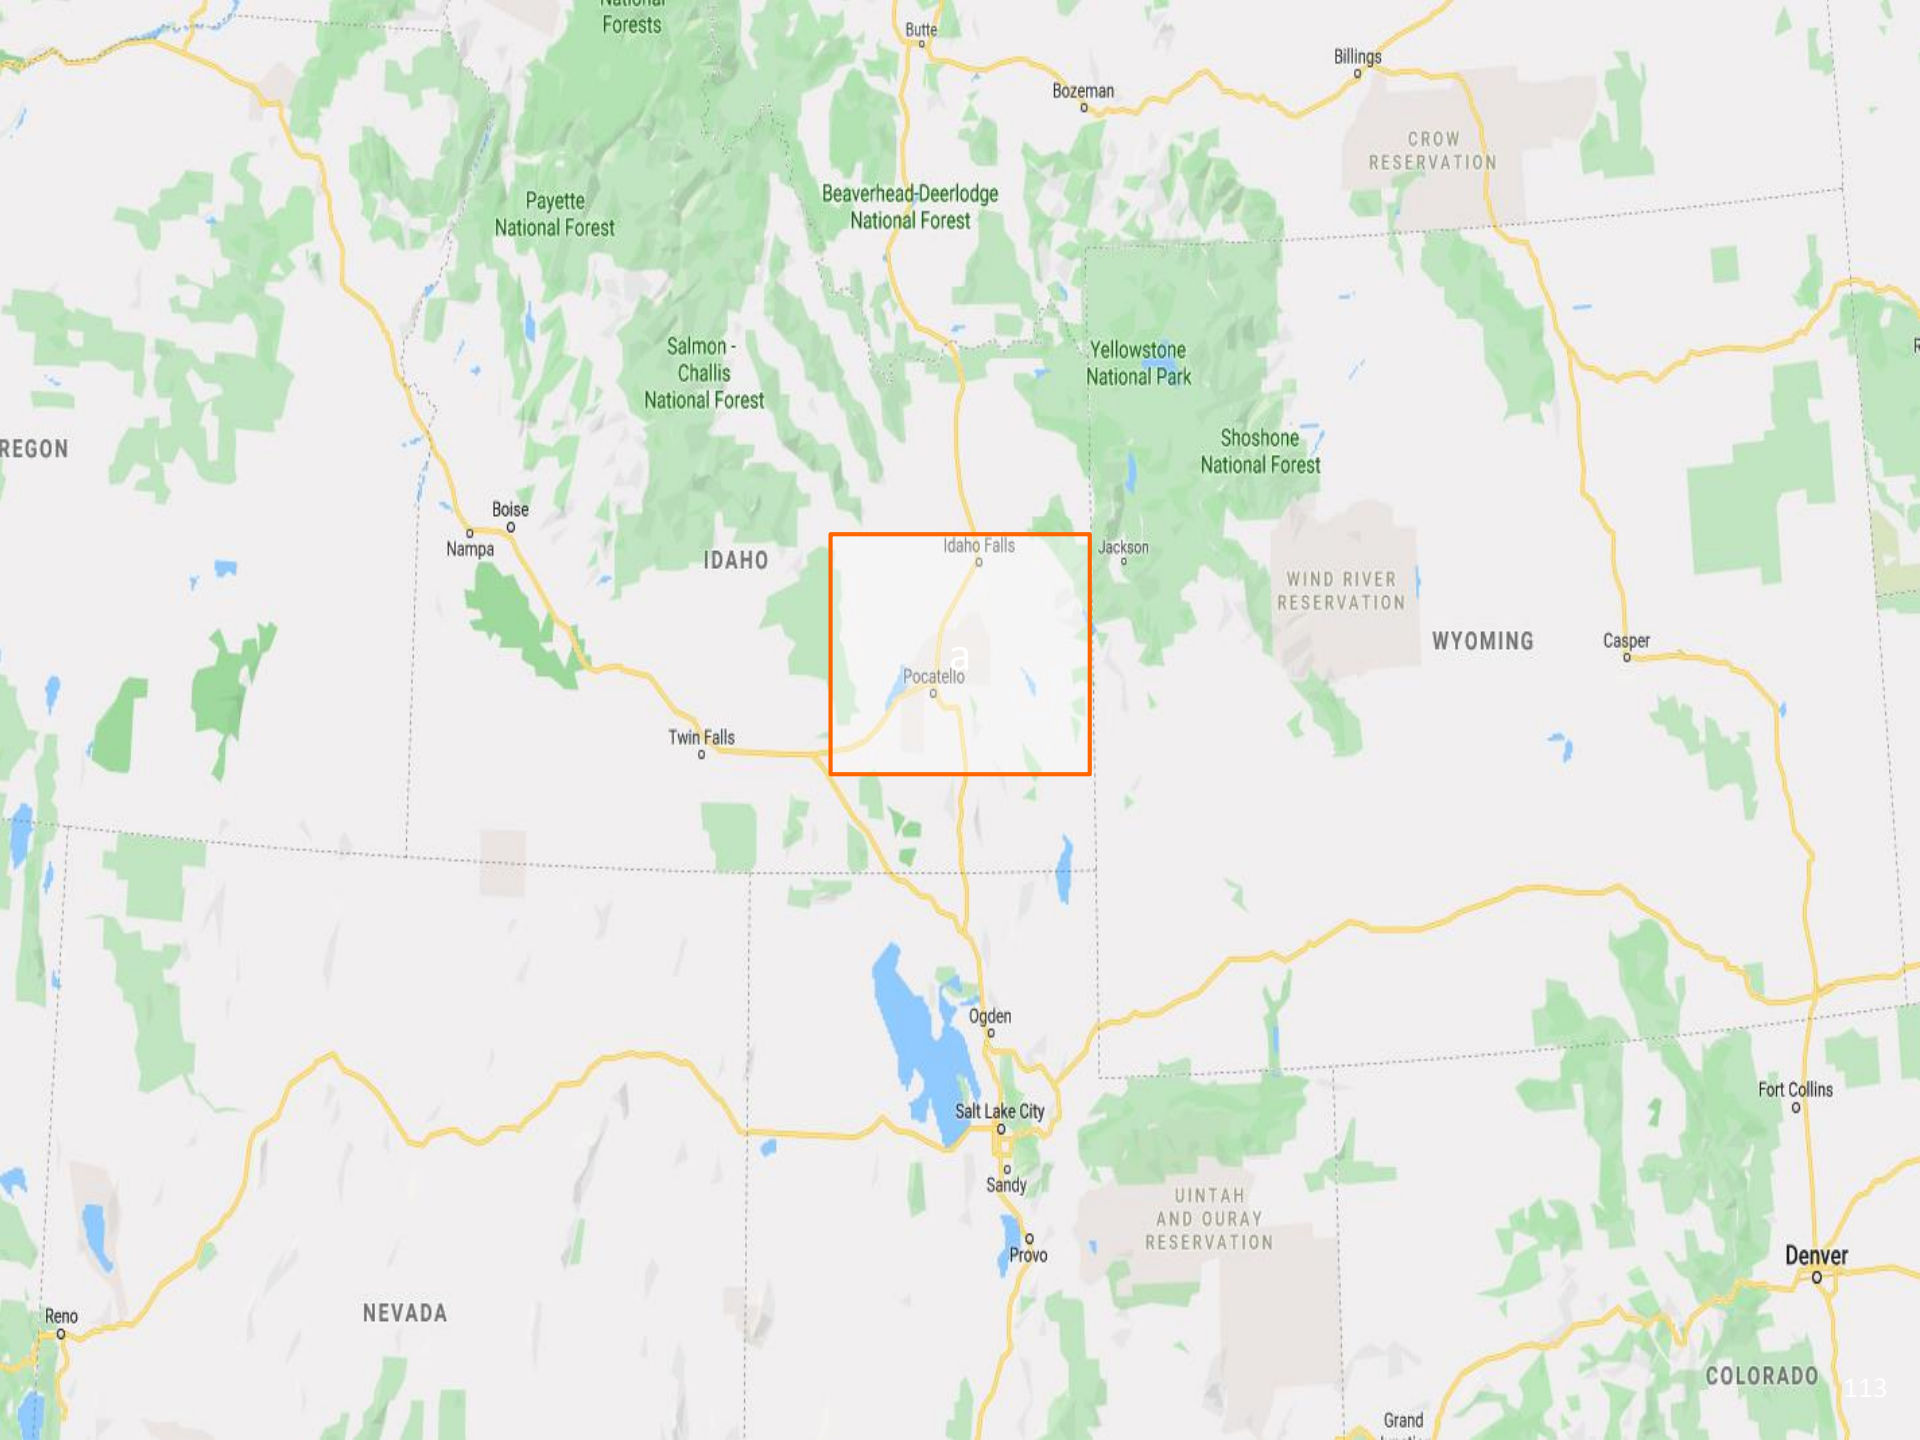 National
Forests
Butte
Billings
Bozeman
CROW
RESERVATION
Payette
National Forest
Beaverhead-Deerlodge
National Forest
Salmon -
Challis
National Forest
Yellowstone
National Park
Shoshone
National Forest
REGON
R
Boise
Nampa
IDAHO
Idaho Falls
Jackson
WIND RIVER
RESERVATION
WYOMING
Casper
a
Pocatello
Twin Falls
Ogden
Salt Lake City
Sandy
Provo
UINTAH
AND OURAY
RESERVATION
Fort Collins
Denver
Reno
NEVADA
COLORADO
113
Grand